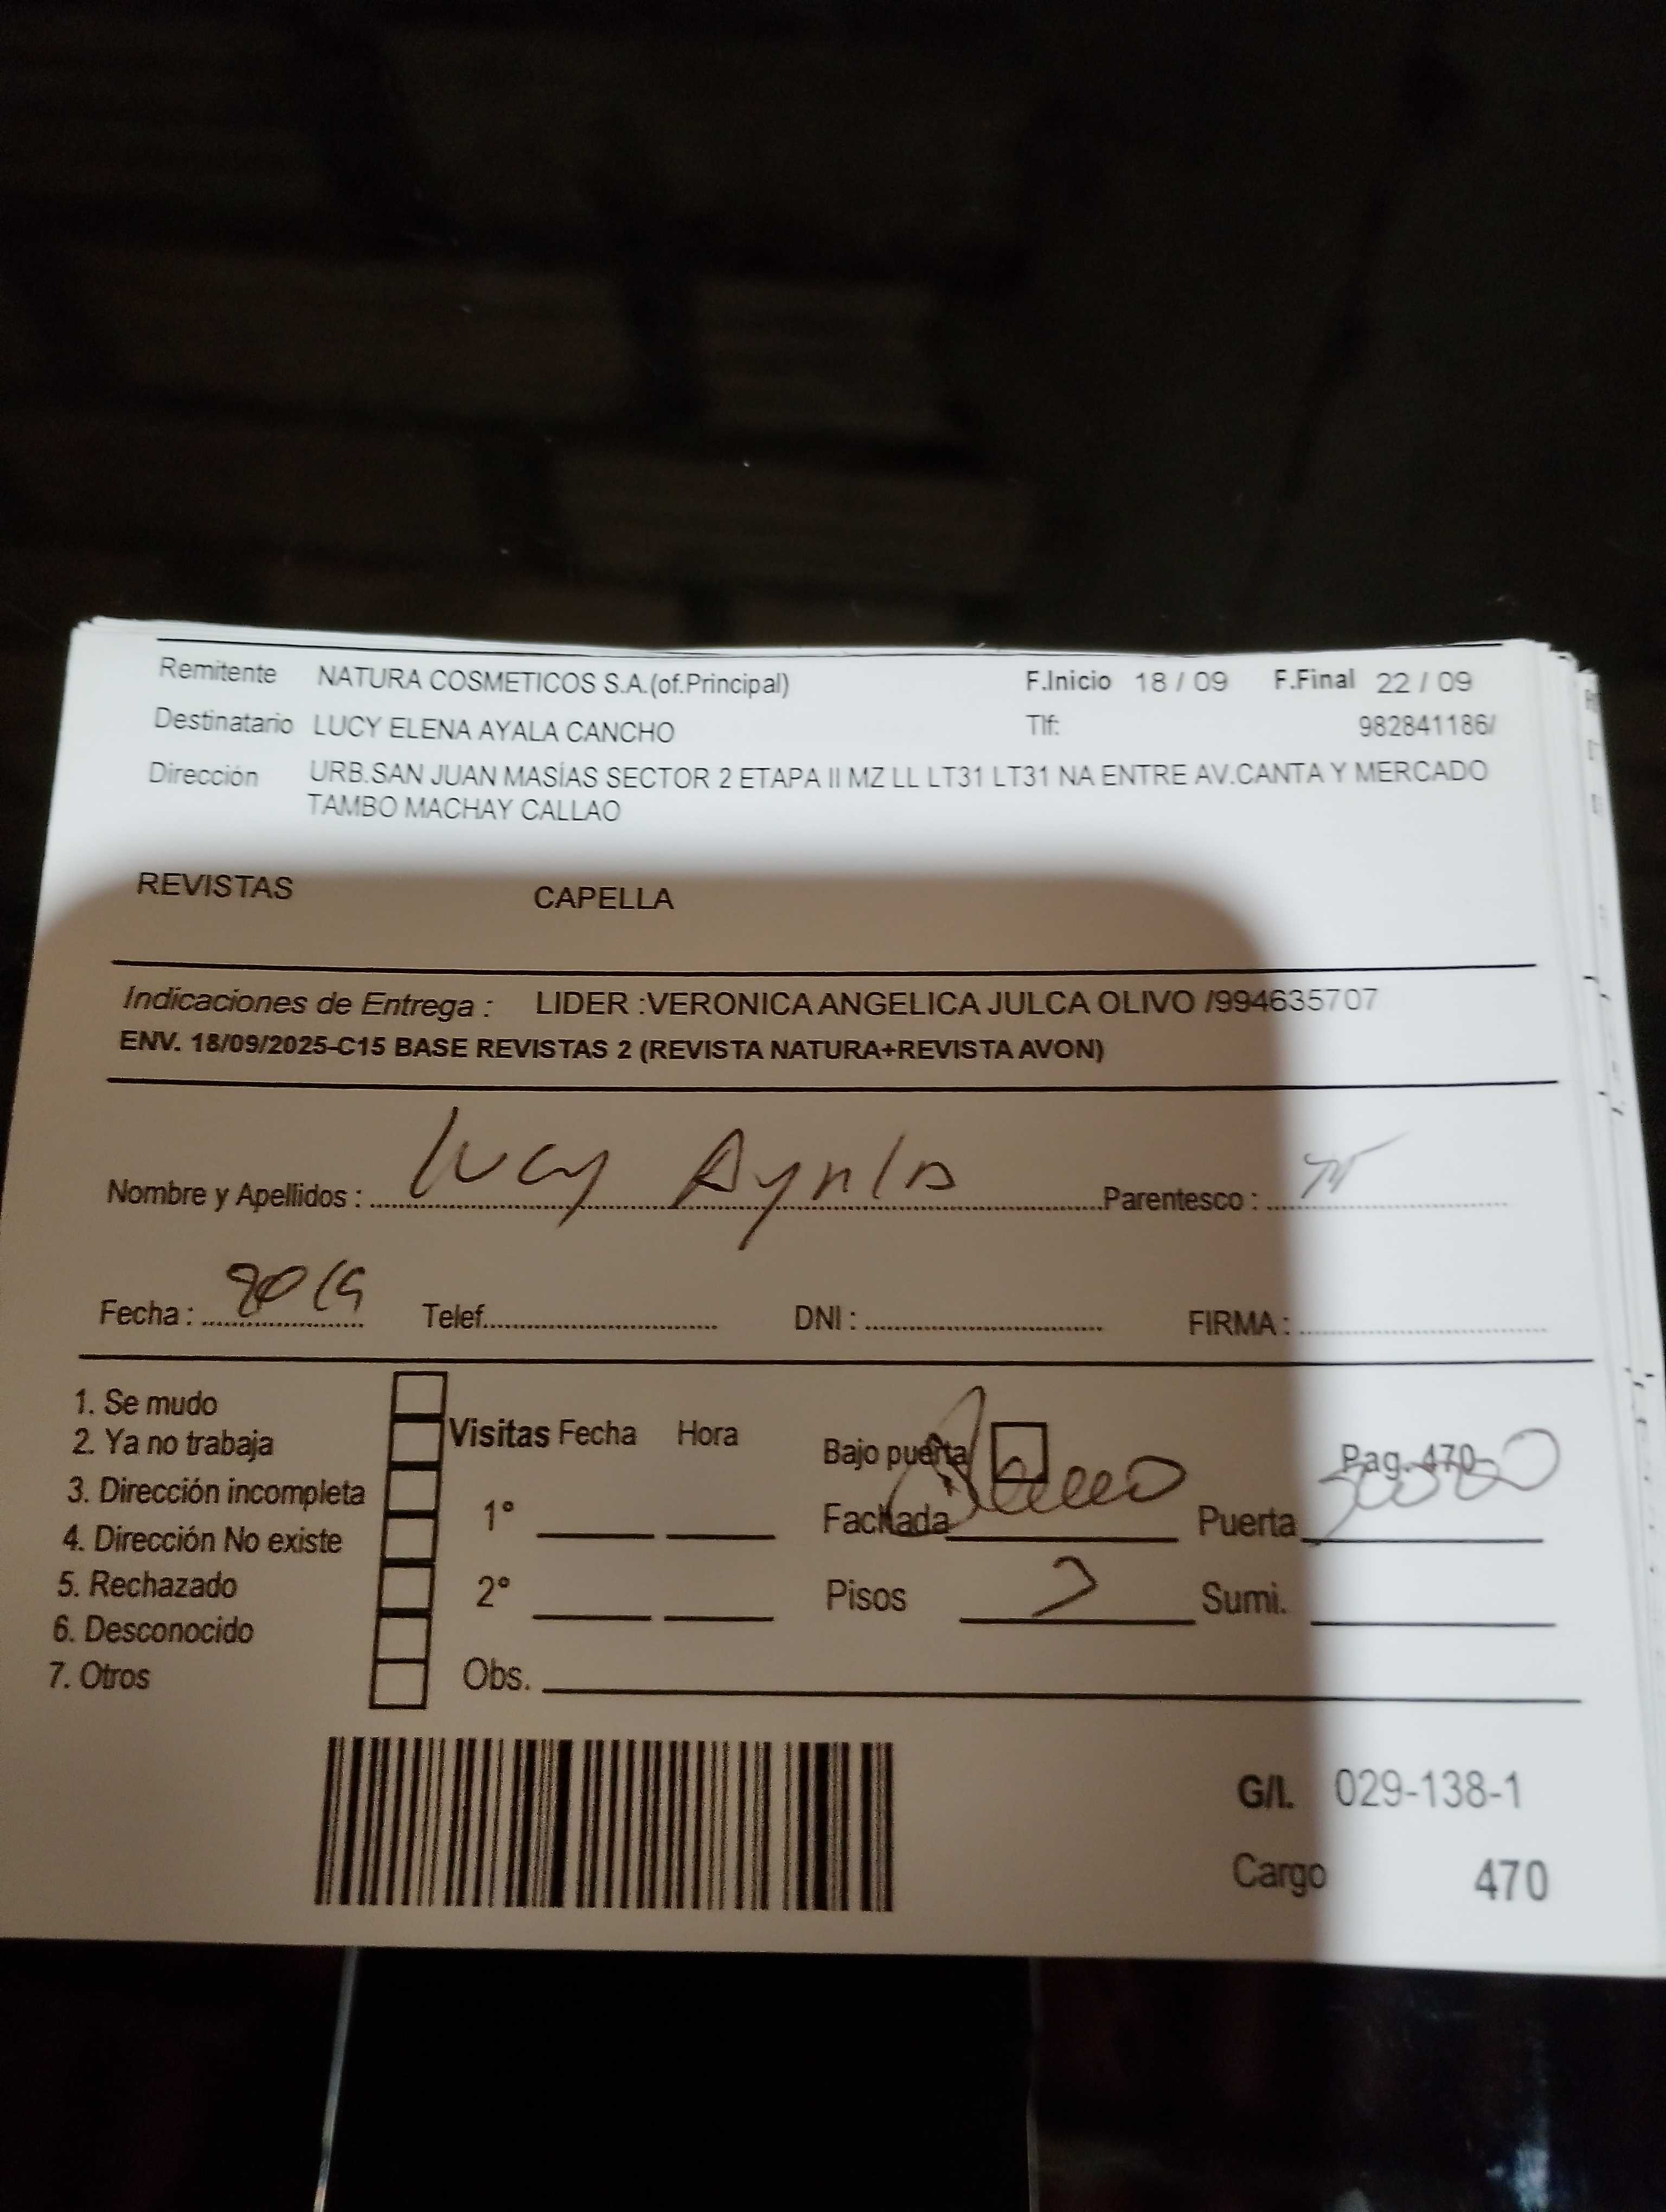 Remitente NATURA COSMETICOS S.A.(of.Principal) F.Inicio 18 / 09 F.Final 22 / 09
Destinatario LUCY ELENA AYALA CANCHO Tlf: 982841186/
Dirección URB.SAN JUAN MASÍAS SECTOR 2 ETAPA II MZ LL LT31 LT31 NA ENTRE AV.CANTA Y MERCADO
TAMBO MACHAY CALLAO
REVISTAS CAPELLA
Indicaciones de Entrega : LIDER :VERONICA ANGELICA JULCA OLIVO /994635707
ENV. 18/09/2025-C15 BASE REVISTAS 2 (REVISTA NATURA+REVISTA AVON)
Nombre y Apellidos : Lucy Ayala Parentesco :
Fecha : Telef. DNI : FIRMA :
1. Se mudo
2. Ya no trabaja
3. Dirección incompleta
4. Dirección No existe
5. Rechazado
6. Desconocido
7. Otros
Visitas Fecha Hora
1°
2°
Bajo puerta Pag. 470
Fachada Puerta
Pisos Sumi.
Obs.
G/I. 029-138-1
Cargo 470